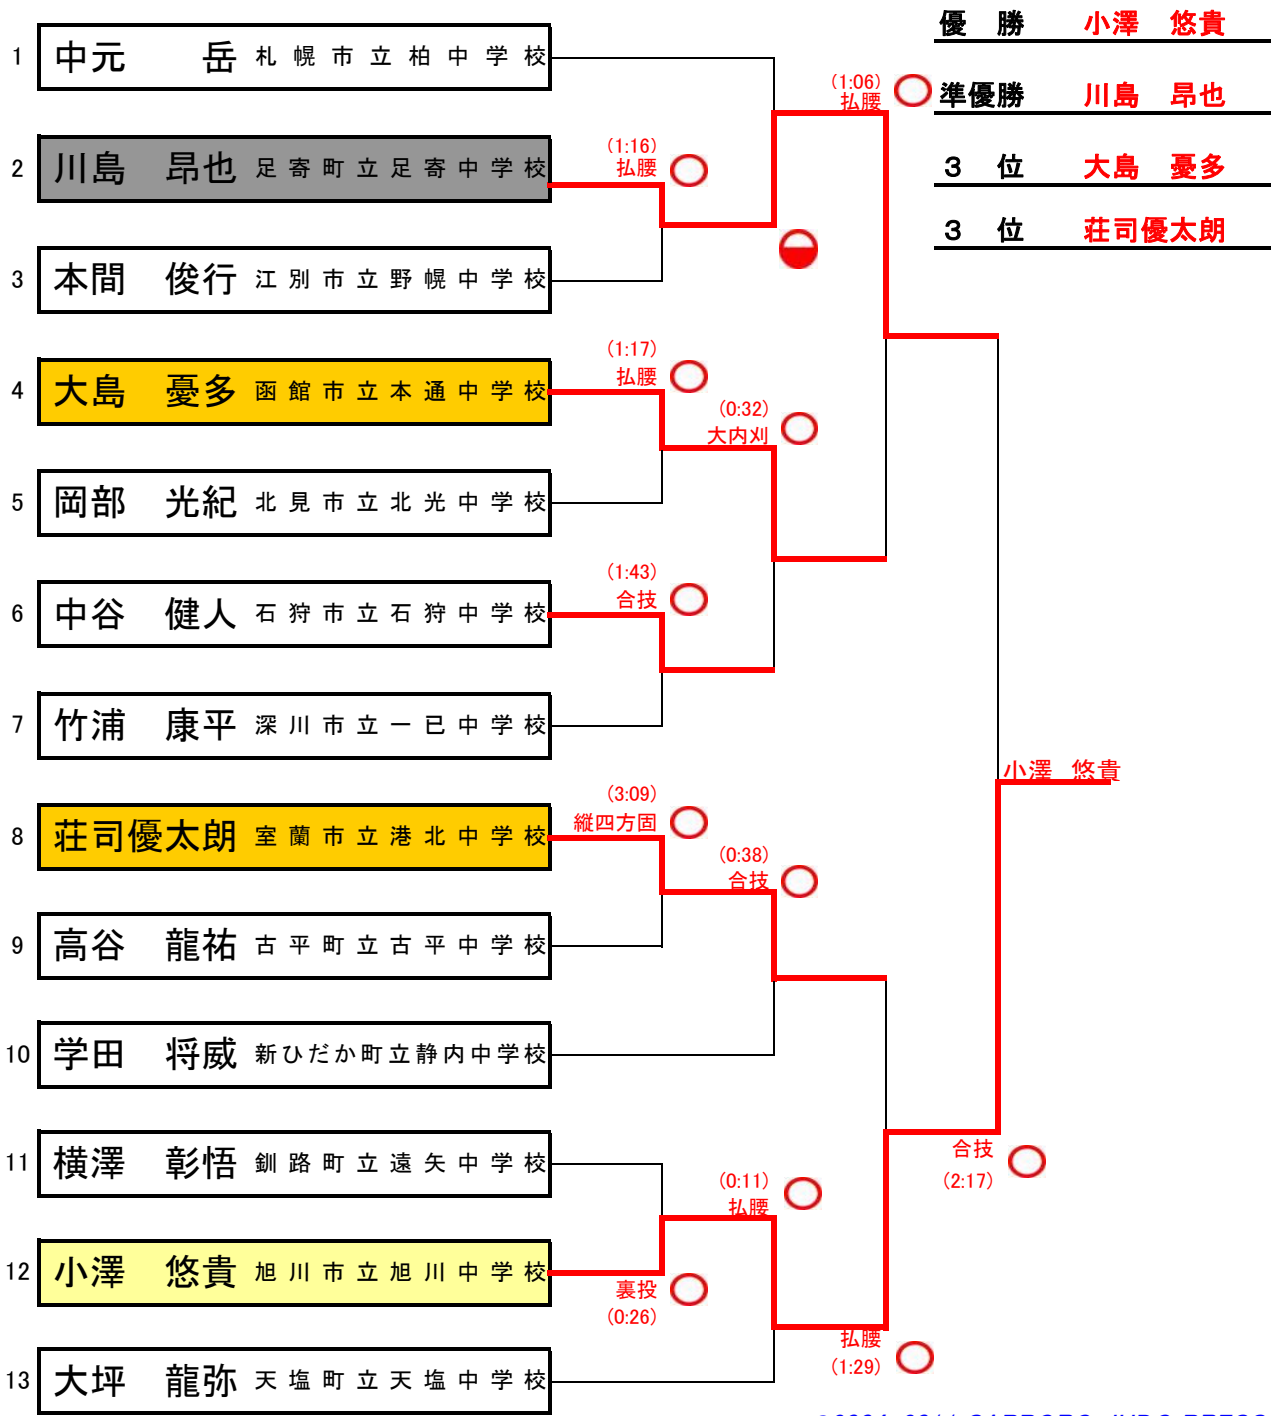 優　勝　小澤　悠貴
準優勝　川島　昂也
３　位　大島　憂多
３　位　荘司優太朗
1 中元　岳 札幌市立柏中学校
2 川島　昂也 足寄町立足寄中学校
3 本間　俊行 江別市立野幌中学校
4 大島　憂多 函館市立本通中学校
5 岡部　光紀 北見市立北光中学校
6 中谷　健人 石狩市立石狩中学校
7 竹浦　康平 深川市立一已中学校
8 荘司優太朗 室蘭市立港北中学校
9 高谷　龍祐 古平町立古平中学校
10 学田　将威 新ひだか町立静内中学校
11 横澤　彰悟 釧路町立遠矢中学校
12 小澤　悠貴 旭川市立旭川中学校
13 大坪　龍弥 天塩町立天塩中学校
(1:16)
払腰
(1:17)
払腰
(1:43)
合技
(3:09)
縦四方固
裏投
(0:26)
(0:32)
大内刈
(0:38)
合技
(0:11)
払腰
(1:06)
払腰
払腰
(1:29)
合技
(2:17)
小澤　悠貴